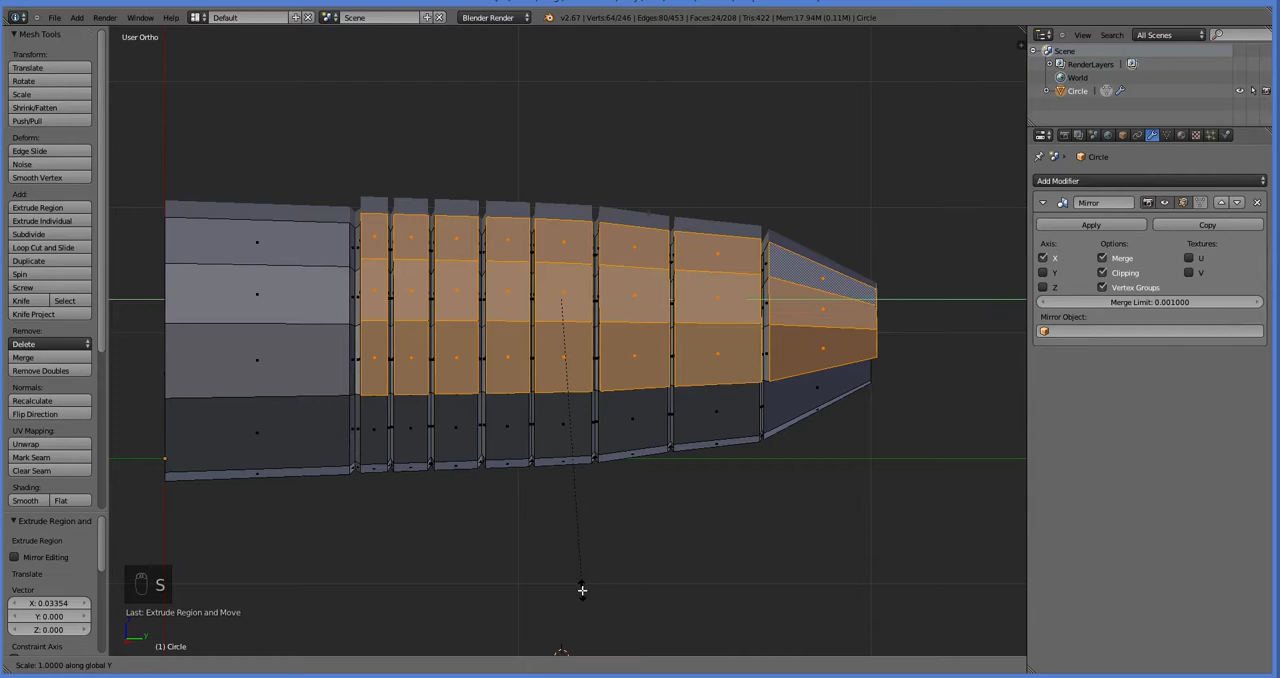 File Add Render Window Help Default Scene Blender Render v2.67 | Verts:64/246 | Edges:80/453 | Faces:24/208 | Tris:422 | Mem:17.94M (0.11M) | Circle
Mesh Tools
User Ortho
View Search All Scenes
Transform:
Translate
Rotate
Scale
Shrink/Fatten
Push/Pull
Deform:
Edge Slide
Noise
Smooth Vertex
Add:
Extrude Region
Extrude Individual
Subdivide
Loop Cut and Slide
Duplicate
Spin
Screw
Knife Select
Knife Project
Remove:
Delete
Merge
Remove Doubles
Normals:
Recalculate
Flip Direction
UV Mapping:
Unwrap
Mark Seam
Clear Seam
Shading:
Smooth Flat
Extrude Region and
Extrude Region
Mirror Editing
Translate
Vector
X: 0.03354
Y: 0.000
Z: 0.000
Constraint Axis
S
Last: Extrude Region and Move
y
(1) Circle
Scale: 1.0000 along global Y
Scene
RenderLayers
World
Circle
Circle
Add Modifier
Mirror
Apply Copy
Axis: Options: Textures:
X Merge U
Y Clipping V
Z Vertex Groups
Merge Limit: 0.001000
Mirror Object: